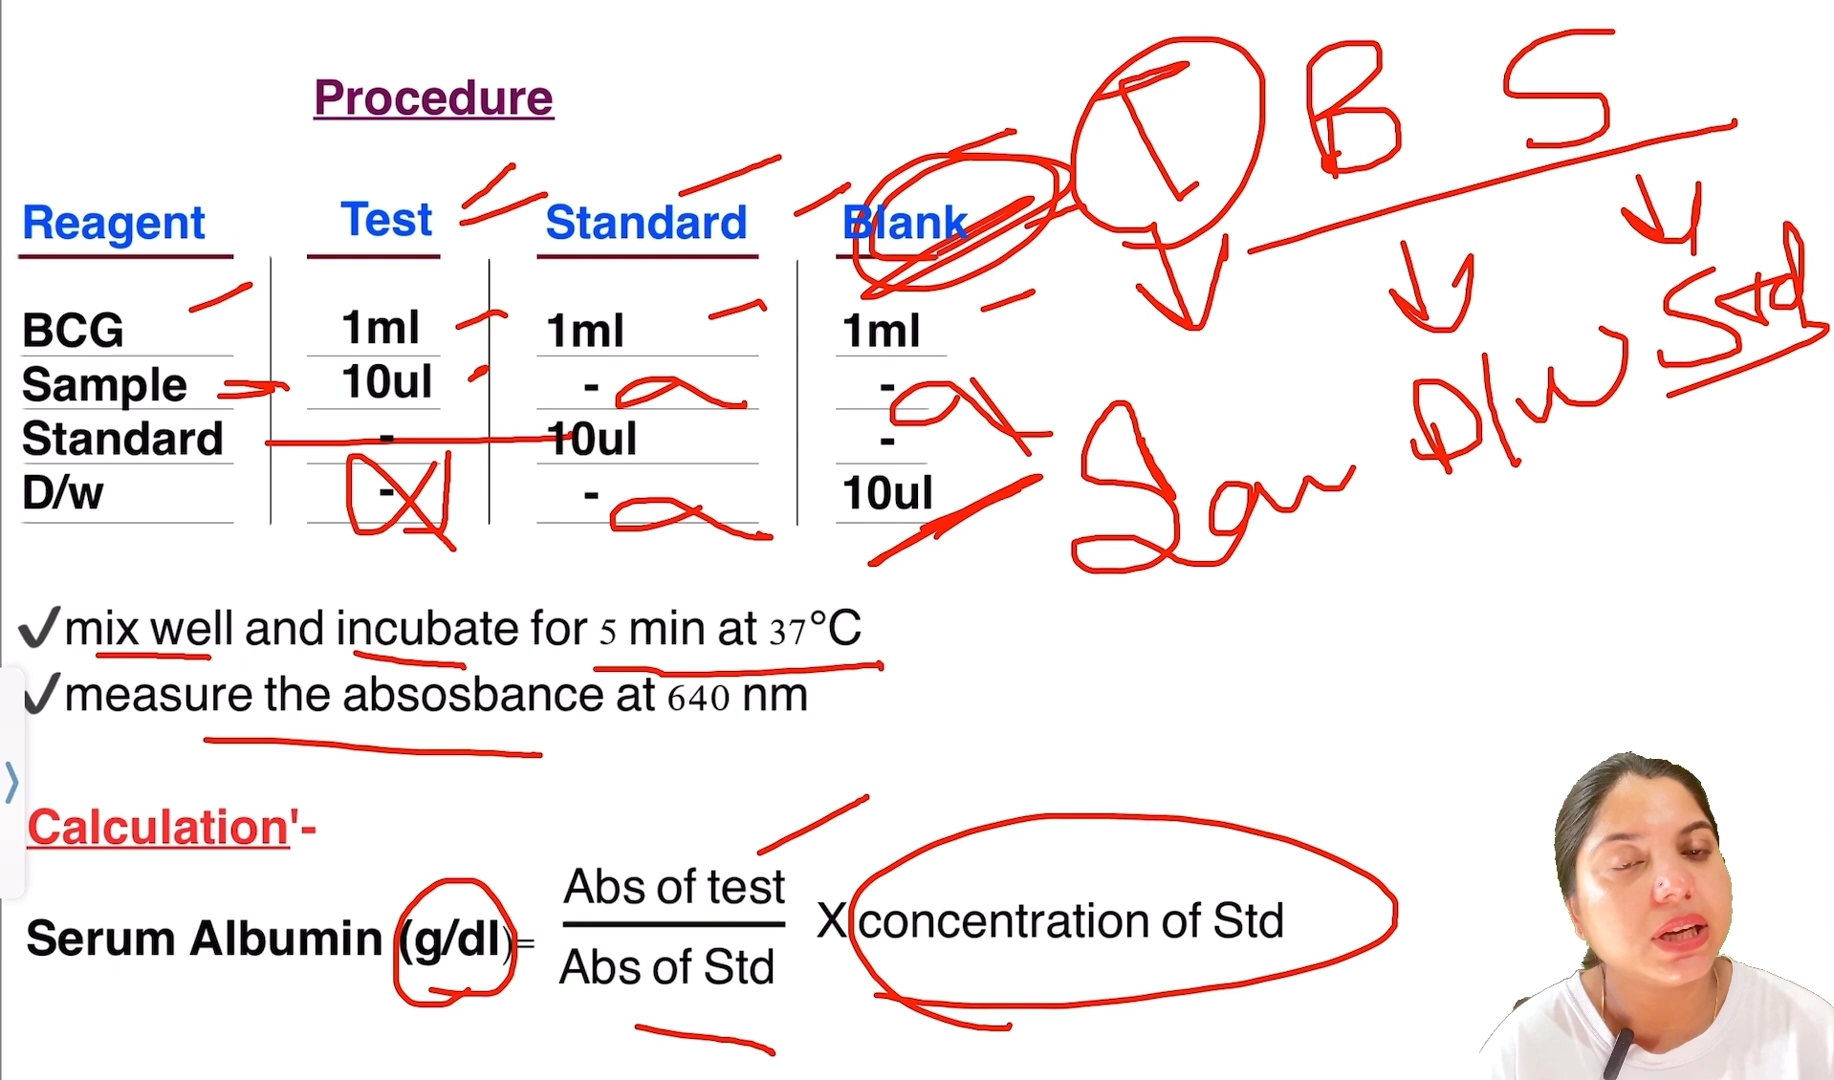 Procedure
T B S
Reagent Test Standard Blank
BCG 1ml 1ml 1ml
Sample 10ul - -
Standard - 10ul -
D/w - - 10ul
D/W Std
✓mix well and incubate for 5 min at 37°C
✓measure the absosbance at 640 nm
Calculation'-
Serum Albumin (g/dl)= Abs of test
Abs of Std
X concentration of Std